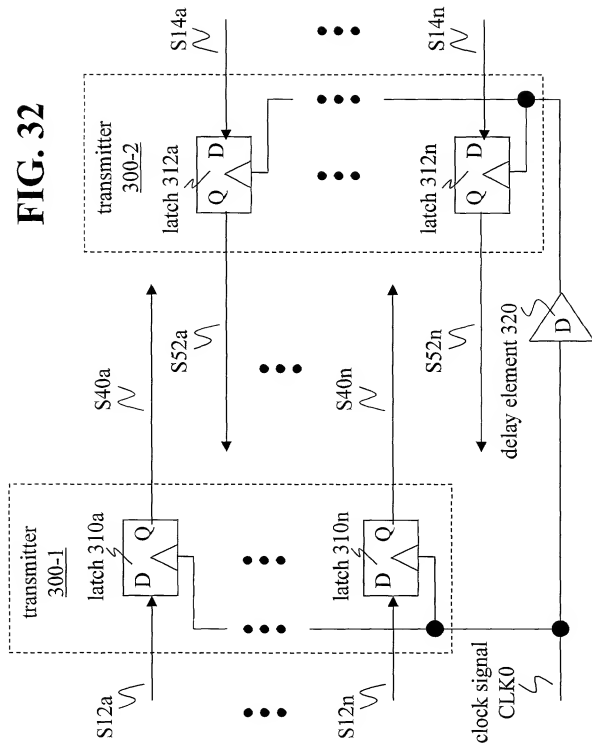 FIG. 32
transmitter
300-1
latch 310a
D
Q
S12a
S40a
latch 310n
D
Q
S12n
S40n
clock signal
CLK0
transmitter
300-2
latch 312a
Q
D
S52a
S14a
latch 312n
Q
D
S52n
S14n
delay element 320
D